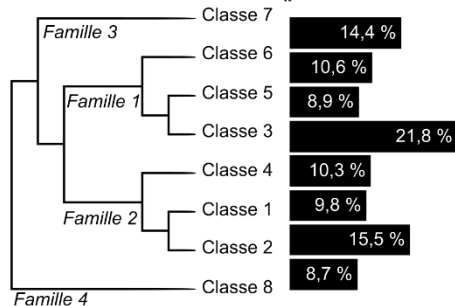 Classe 7 14,4 %
Famille 3
Classe 6 10,6 %
Classe 5 8,9 %
Famille 1
Classe 3 21,8 %
Classe 4 10,3 %
Classe 1 9,8 %
Famille 2
Classe 2 15,5 %
Classe 8 8,7 %
Famille 4